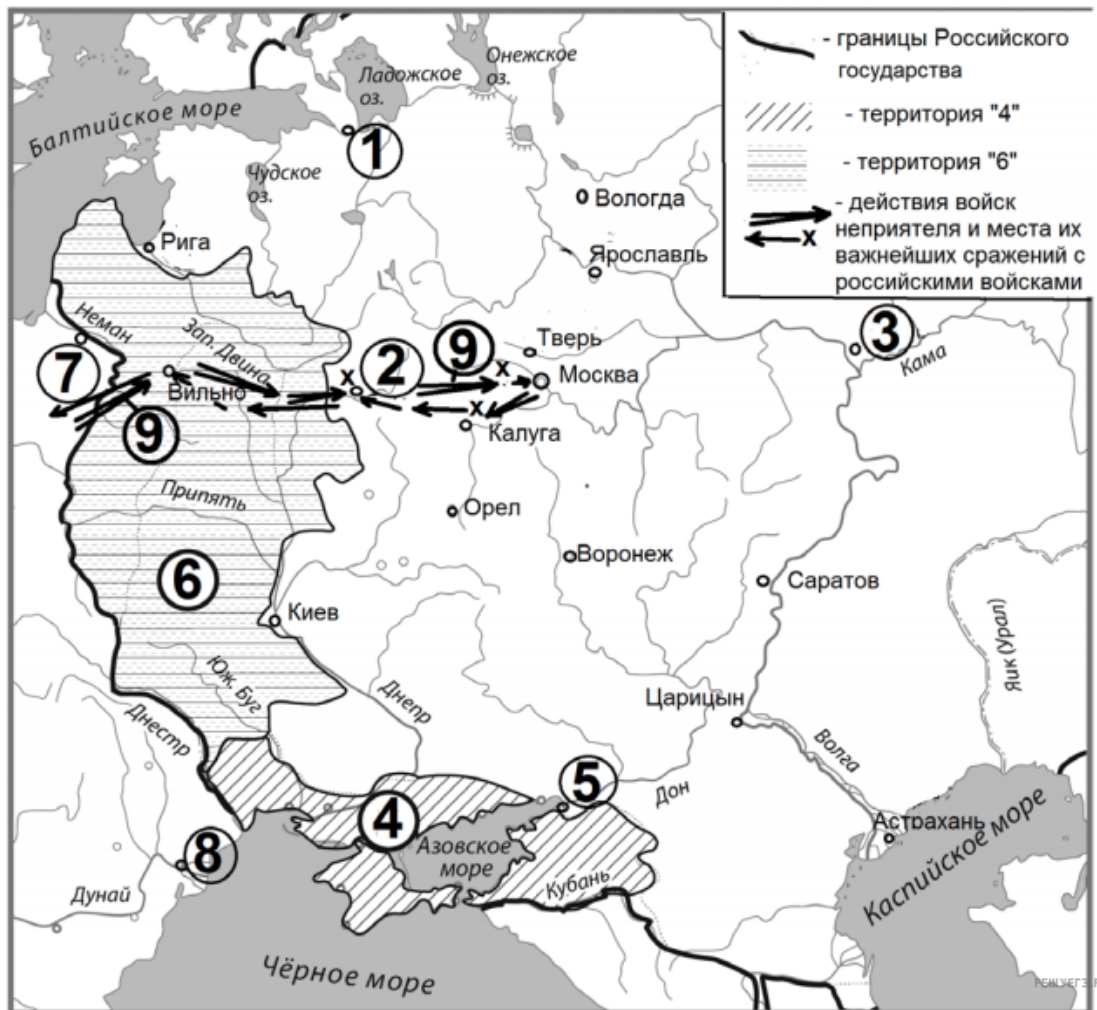 - границы Российского
государства
- территория "4"
- территория "6"
- действия войск
неприятеля и места их
важнейших сражений с
российскими войсками
Онежское
оз.
Ладожское
оз.
Балтийское море
1
Чудское
оз.
Вологда
Рига
Ярославль
Неман
Зап. Двина
3
Тверь
Кама
7
2
9
х
Москва
х
Вильно
9
х
Калуга
Припять
Орел
Воронеж
6
Саратов
Киев
Яик (Урал)
Юж. Буг
Днепр
Царицын
Днестр
Волга
5
Дон
4
Азовское
море
Астрахань
8
Каспийское море
Дунай
Кубань
Чёрное море